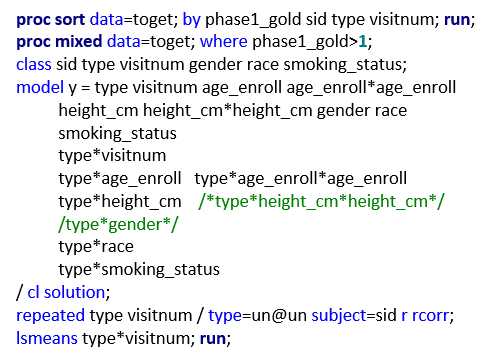 proc sort data=toget; by phase1_gold sid type visitnum; run;
proc mixed data=toget; where phase1_gold>1;
class sid type visitnum gender race smoking_status;
model y = type visitnum age_enroll age_enroll*age_enroll
height_cm height_cm*height_cm gender race
smoking_status
type*visitnum
type*age_enroll type*age_enroll*age_enroll
type*height_cm /*type*height_cm*height_cm*/
/type*gender*/
type*race
type*smoking_status
/ cl solution;
repeated type visitnum / type=un@un subject=sid r rcorr;
lsmeans type*visitnum; run;